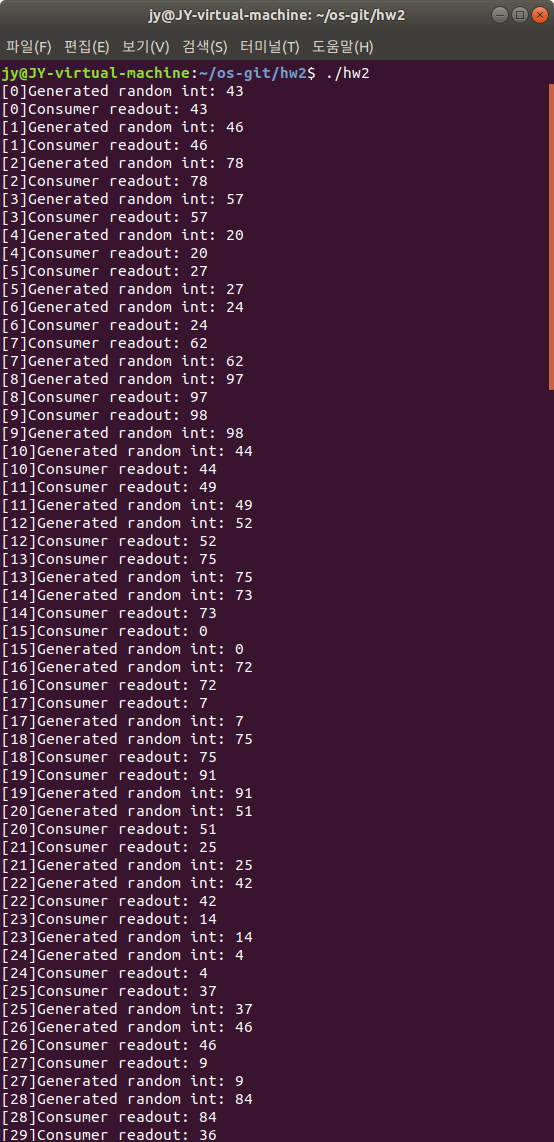 jy@JY-virtual-machine: ~/os-git/hw2
파일(F) 편집(E) 보기(V) 검색(S) 터미널(T) 도움말(H)
jy@JY-virtual-machine:~/os-git/hw2$ ./hw2
[0]Generated random int: 43
[0]Consumer readout: 43
[1]Generated random int: 46
[1]Consumer readout: 46
[2]Generated random int: 78
[2]Consumer readout: 78
[3]Generated random int: 57
[3]Consumer readout: 57
[4]Generated random int: 20
[4]Consumer readout: 20
[5]Consumer readout: 27
[5]Generated random int: 27
[6]Generated random int: 24
[6]Consumer readout: 24
[7]Consumer readout: 62
[7]Generated random int: 62
[8]Generated random int: 97
[8]Consumer readout: 97
[9]Consumer readout: 98
[9]Generated random int: 98
[10]Generated random int: 44
[10]Consumer readout: 44
[11]Consumer readout: 49
[11]Generated random int: 49
[12]Generated random int: 52
[12]Consumer readout: 52
[13]Consumer readout: 75
[13]Generated random int: 75
[14]Generated random int: 73
[14]Consumer readout: 73
[15]Consumer readout: 0
[15]Generated random int: 0
[16]Generated random int: 72
[16]Consumer readout: 72
[17]Consumer readout: 7
[17]Generated random int: 7
[18]Generated random int: 75
[18]Consumer readout: 75
[19]Consumer readout: 91
[19]Generated random int: 91
[20]Generated random int: 51
[20]Consumer readout: 51
[21]Consumer readout: 25
[21]Generated random int: 25
[22]Generated random int: 42
[22]Consumer readout: 42
[23]Consumer readout: 14
[23]Generated random int: 14
[24]Generated random int: 4
[24]Consumer readout: 4
[25]Consumer readout: 37
[25]Generated random int: 37
[26]Generated random int: 46
[26]Consumer readout: 46
[27]Consumer readout: 9
[27]Generated random int: 9
[28]Generated random int: 84
[28]Consumer readout: 84
[29]Consumer readout: 36